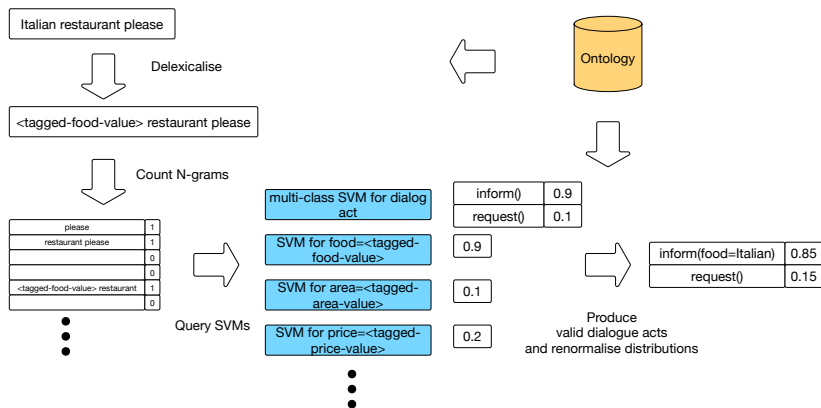 Italian restaurant please
Delexicalise
Ontology
<tagged-food-value> restaurant please
Count N-grams
please 1
restaurant please 1
0
0
<tagged-food-value> restaurant 1
0
Query SVMs
multi-class SVM for dialog
act
inform() 0.9
request() 0.1
SVM for food=<tagged-
food-value>
0.9
SVM for area=<tagged-
area-value>
0.1
SVM for price=<tagged-
price-value>
0.2
Produce
valid dialogue acts
and renormalise distributions
inform(food=Italian) 0.85
request() 0.15